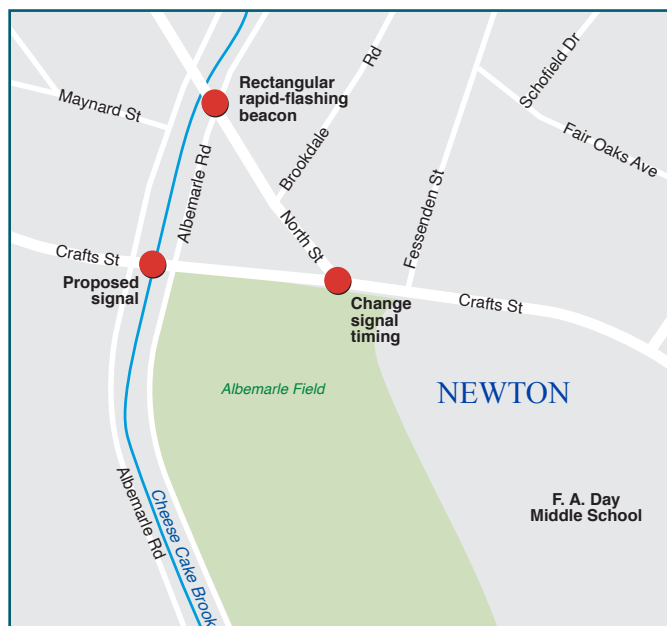 Maynard St
Rectangular
rapid-flashing
beacon
Rd
Brookdale
Schofield Dr
Fair Oaks Ave
Albemarle Rd
North St
Fessenden St
Crafts St
Proposed
signal
Change
signal
timing
Crafts St
Albemarle Field
NEWTON
F. A. Day
Middle School
Albemarle Rd
Cheese Cake Brook